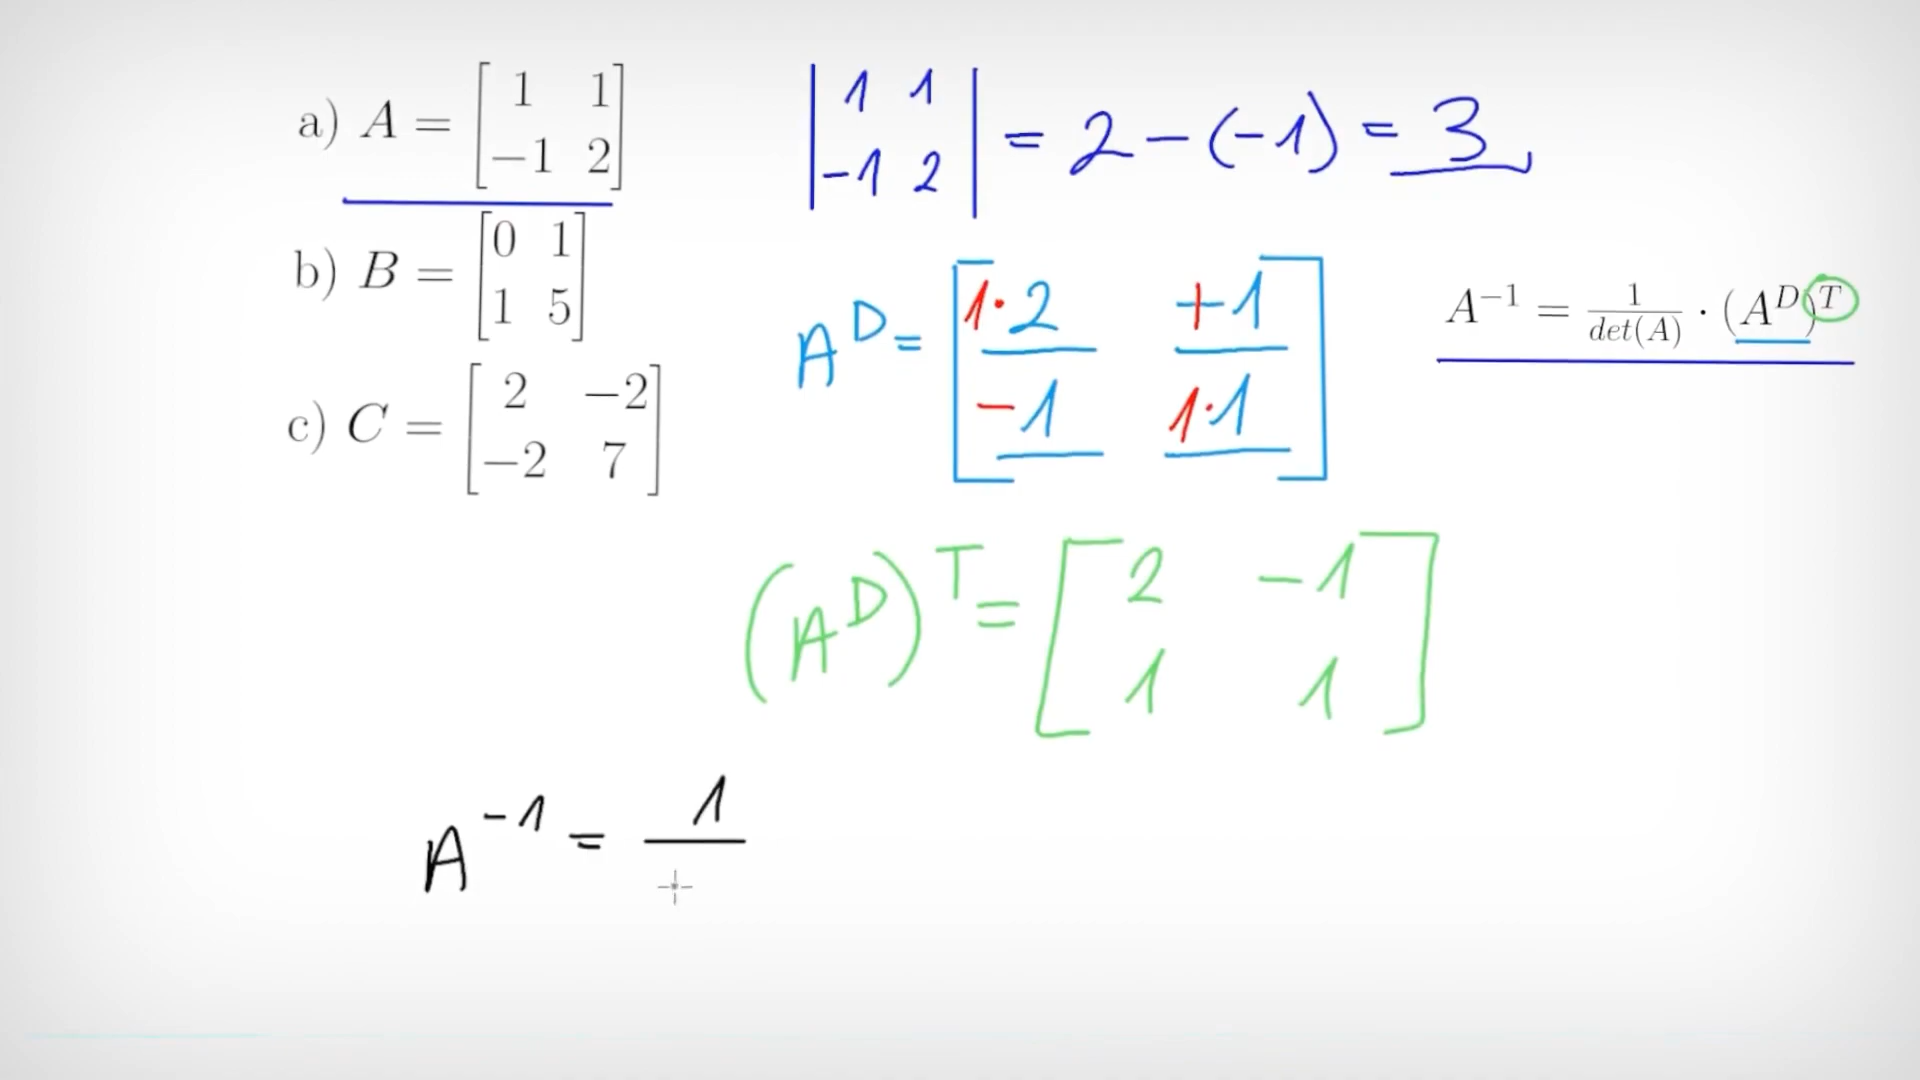 a) A = [1 1; −1 2]
|1 1; −1 2| = 2 − (−1) = 3
b) B = [0 1; 1 5]
A^D = [1·2 +1; −1 1·1]
A^{−1} = 1/det(A) · (A^D)^T
c) C = [2 −2; −2 7]
(A^D)^T = [2 −1; 1 1]
A^{−1} = 1/